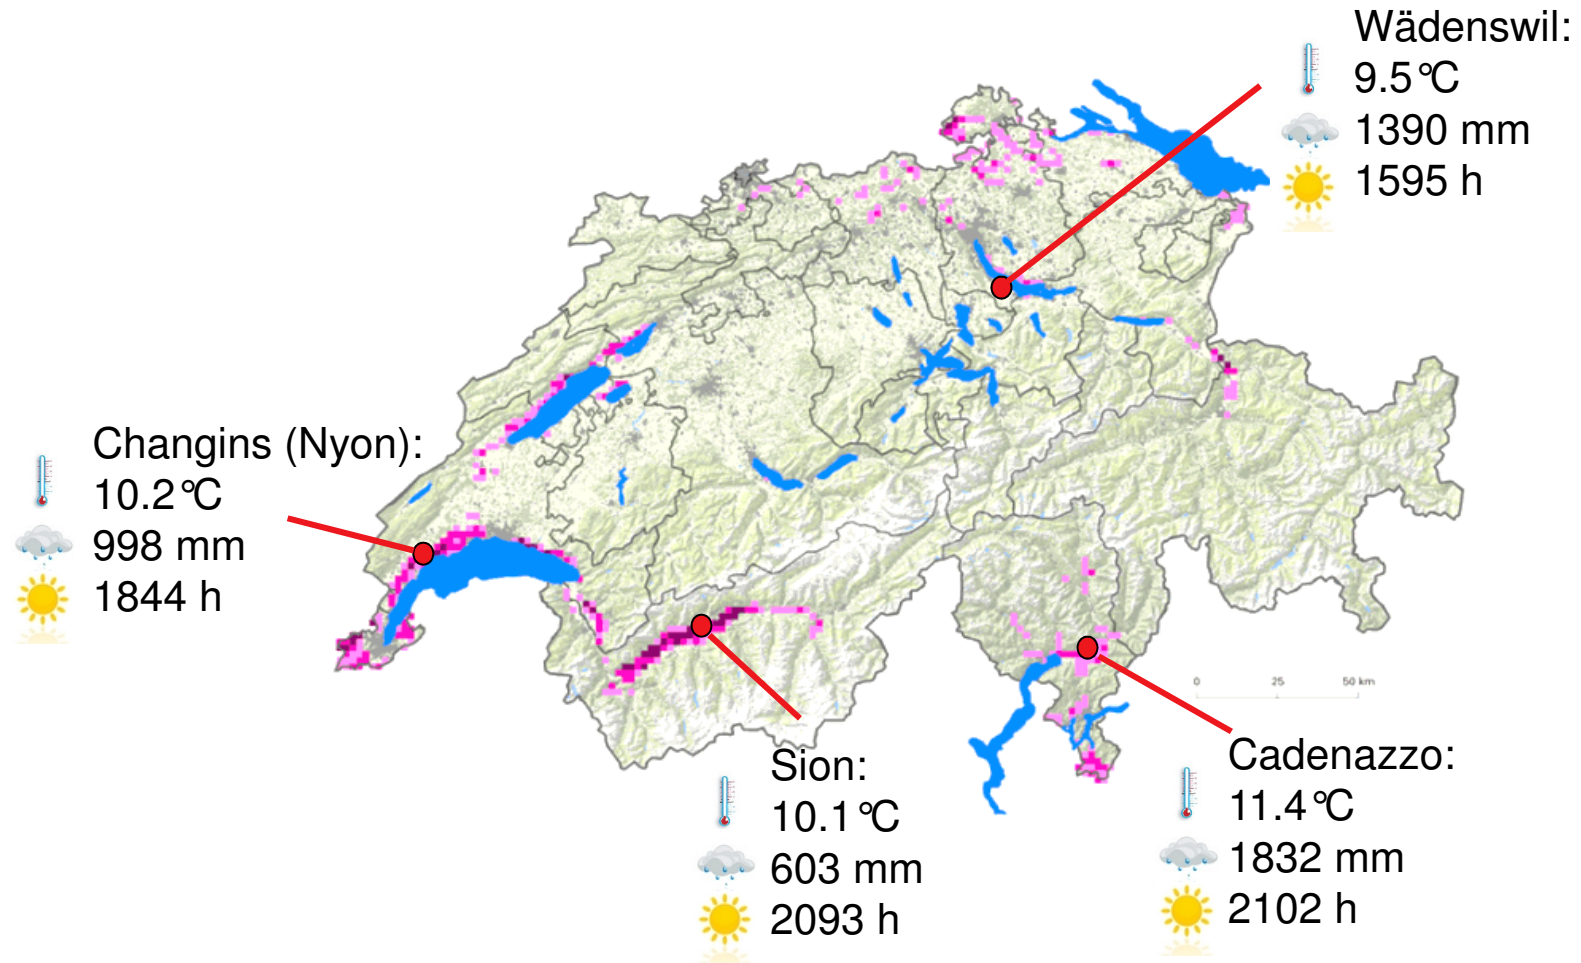 Wädenswil:
9.5°C
1390 mm
1595 h
Changins (Nyon):
10.2°C
998 mm
1844 h
0 25 50 km
Sion:
10.1°C
603 mm
2093 h
Cadenazzo:
11.4°C
1832 mm
2102 h